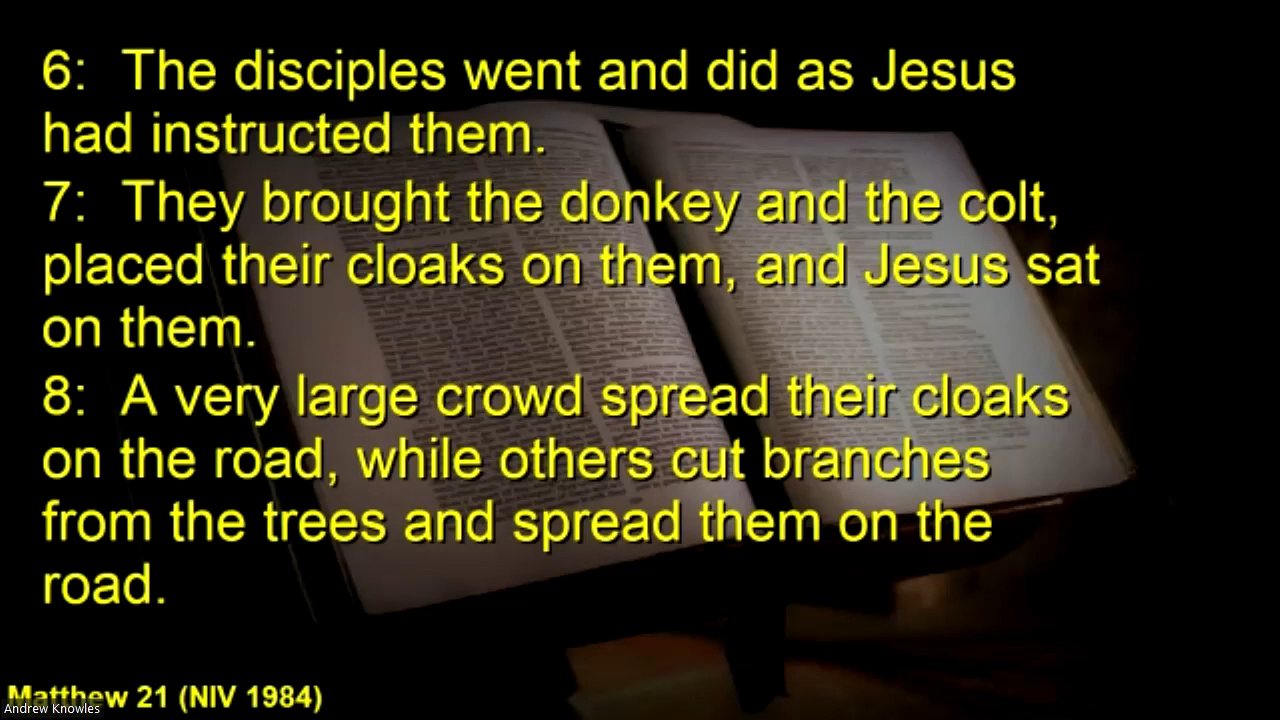 6: The disciples went and did as Jesus
had instructed them.
7: They brought the donkey and the colt,
placed their cloaks on them, and Jesus sat
on them.
8: A very large crowd spread their cloaks
on the road, while others cut branches
from the trees and spread them on the
road.
Matthew 21 (NIV 1984)
Andrew Knowles